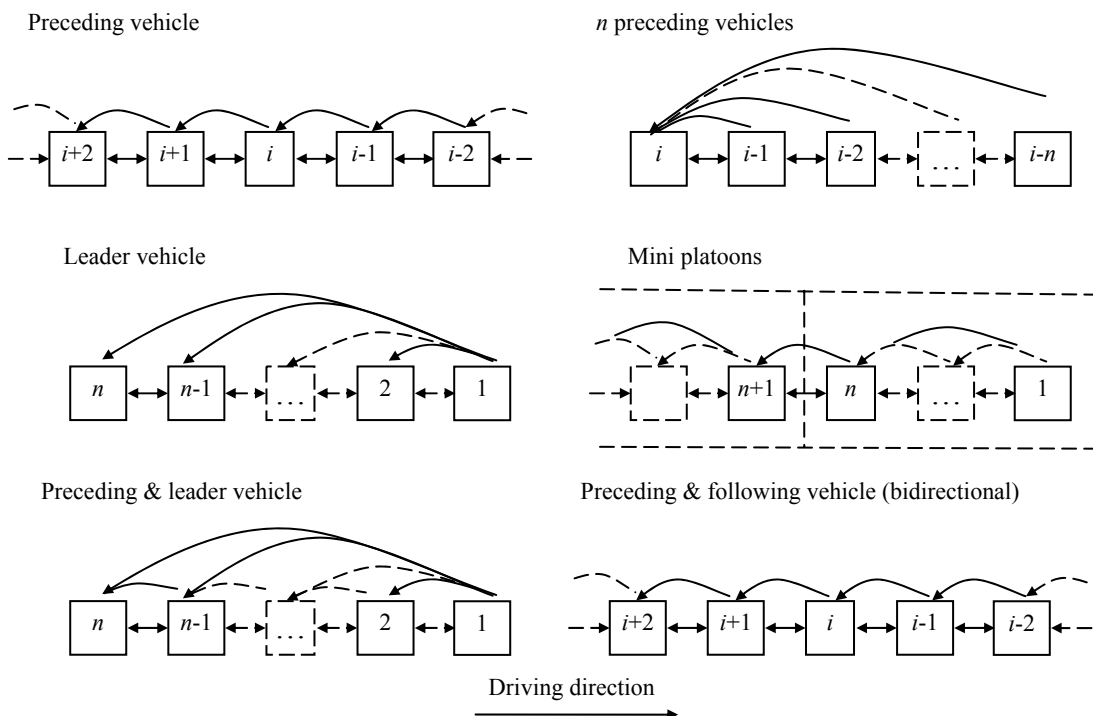 Preceding vehicle
n preceding vehicles
i+2 i+1 i i-1 i-2
i i-1 i-2 ... i-n
Leader vehicle
Mini platoons
n n-1 ... 2 1
n+1 n ... 1
Preceding & leader vehicle
Preceding & following vehicle (bidirectional)
n n-1 ... 2 1
i+2 i+1 i i-1 i-2
Driving direction